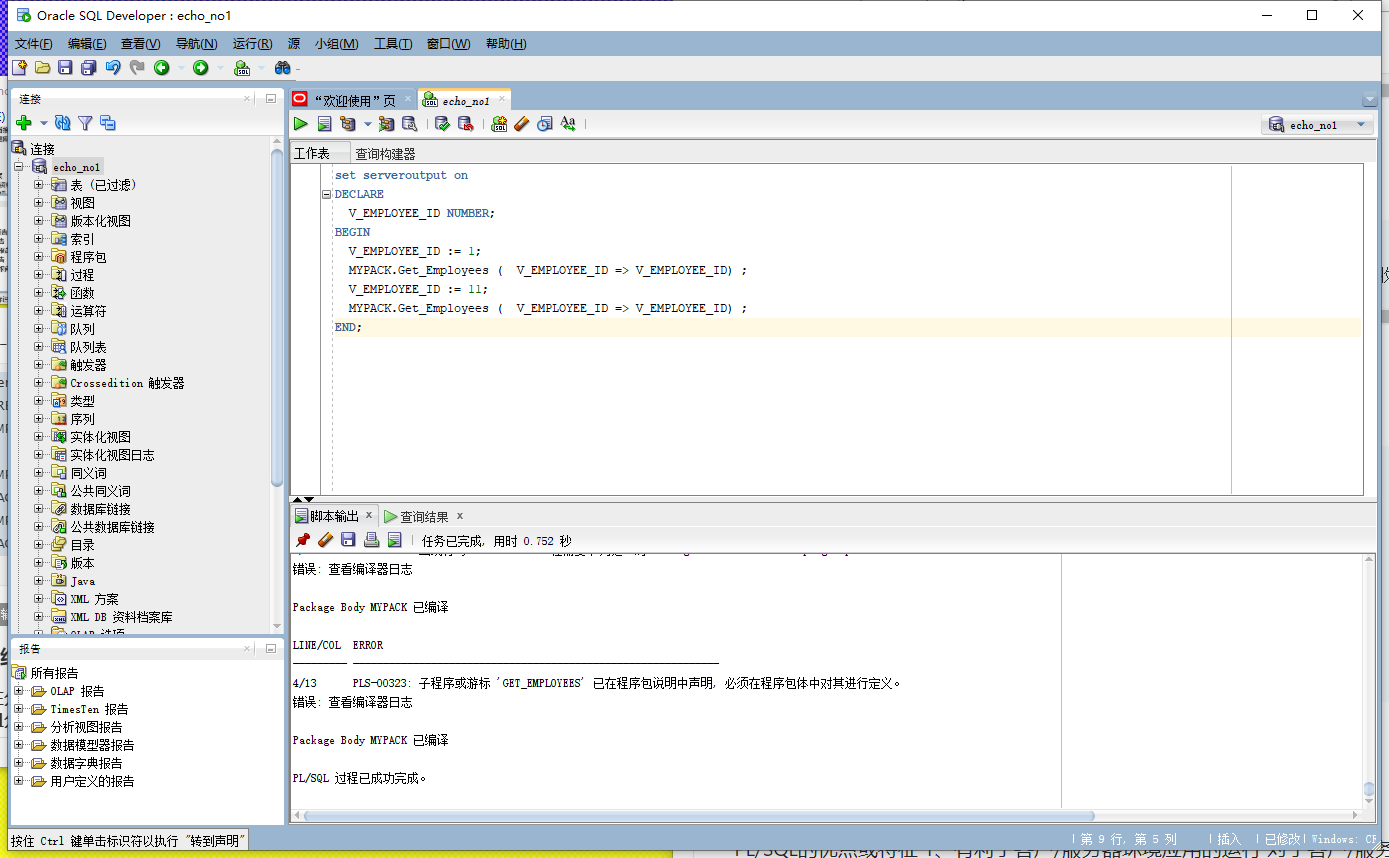 Oracle SQL Developer : echo_no1
文件(F) 编辑(E) 查看(V) 导航(N) 运行(R) 源 小组(M) 工具(T) 窗口(W) 帮助(H)
连接
连接
echo_no1
表 (已过滤)
视图
版本化视图
索引
程序包
过程
函数
运算符
队列
队列表
触发器
Crossedition 触发器
类型
序列
实体化视图
实体化视图日志
同义词
公共同义词
数据库链接
公共数据库链接
目录
版本
Java
XML 方案
XML DB 资料档案库
报告
所有报告
OLAP 报告
TimesTen 报告
分析视图报告
数据模型器报告
数据字典报告
用户定义的报告
“欢迎使用”页 echo_no1
echo_no1
工作表 查询构建器
set serveroutput on
DECLARE
V_EMPLOYEE_ID NUMBER;
BEGIN
V_EMPLOYEE_ID := 1;
MYPACK.Get_Employees (  V_EMPLOYEE_ID => V_EMPLOYEE_ID) ;
V_EMPLOYEE_ID := 11;
MYPACK.Get_Employees (  V_EMPLOYEE_ID => V_EMPLOYEE_ID) ;
END;
脚本输出 查询结果
任务已完成, 用时 0.752 秒
错误: 查看编译器日志
Package Body MYPACK 已编译
LINE/COL  ERROR
4/13 PLS-00323: 子程序或游标 'GET_EMPLOYEES' 已在程序包说明中声明, 必须在程序包体中对其进行定义。
错误: 查看编译器日志
Package Body MYPACK 已编译
PL/SQL 过程已成功完成。
按住 Ctrl 键单击标识符以执行 "转到声明"
第 9 行, 第 5 列 | 插入 | 已修改 | Windows: CR